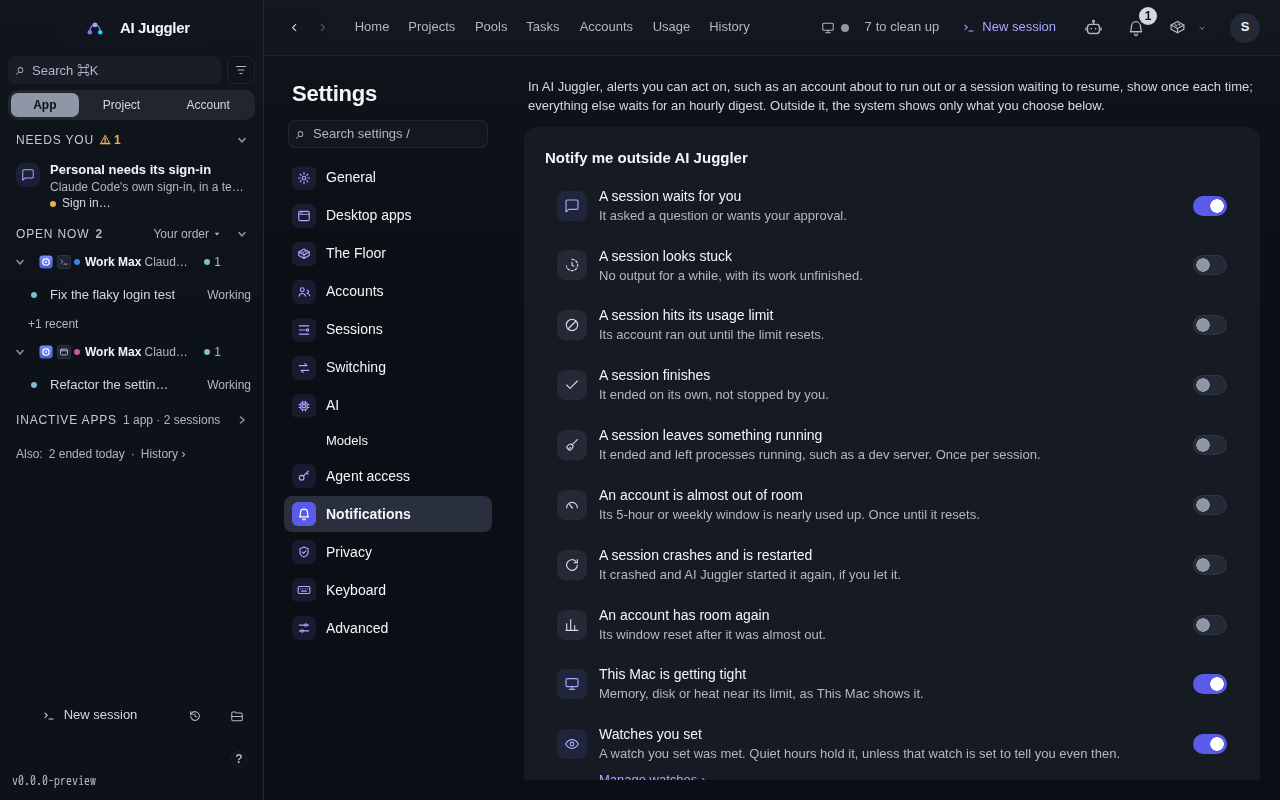 AI Juggler
Search ⌘K
App Project Account
NEEDS YOU 1
Personal needs its sign-in
Claude Code's own sign-in, in a te…
Sign in…
OPEN NOW 2 Your order
Work Max Claud… 1
Fix the flaky login test Working
+1 recent
Work Max Claud… 1
Refactor the settin… Working
INACTIVE APPS 1 app · 2 sessions
Also: 2 ended today · History ›
New session
?
v0.0.0-preview
Home Projects Pools Tasks Accounts Usage History 7 to clean up New session 1 S
Settings
Search settings /
General
Desktop apps
The Floor
Accounts
Sessions
Switching
AI
Models
Agent access
Notifications
Privacy
Keyboard
Advanced
In AI Juggler, alerts you can act on, such as an account about to run out or a session waiting to resume, show once each time;
everything else waits for an hourly digest. Outside it, the system shows only what you choose below.
Notify me outside AI Juggler
A session waits for you
It asked a question or wants your approval.
A session looks stuck
No output for a while, with its work unfinished.
A session hits its usage limit
Its account ran out until the limit resets.
A session finishes
It ended on its own, not stopped by you.
A session leaves something running
It ended and left processes running, such as a dev server. Once per session.
An account is almost out of room
Its 5-hour or weekly window is nearly used up. Once until it resets.
A session crashes and is restarted
It crashed and AI Juggler started it again, if you let it.
An account has room again
Its window reset after it was almost out.
This Mac is getting tight
Memory, disk or heat near its limit, as This Mac shows it.
Watches you set
A watch you set was met. Quiet hours hold it, unless that watch is set to tell you even then.
Manage watches ›